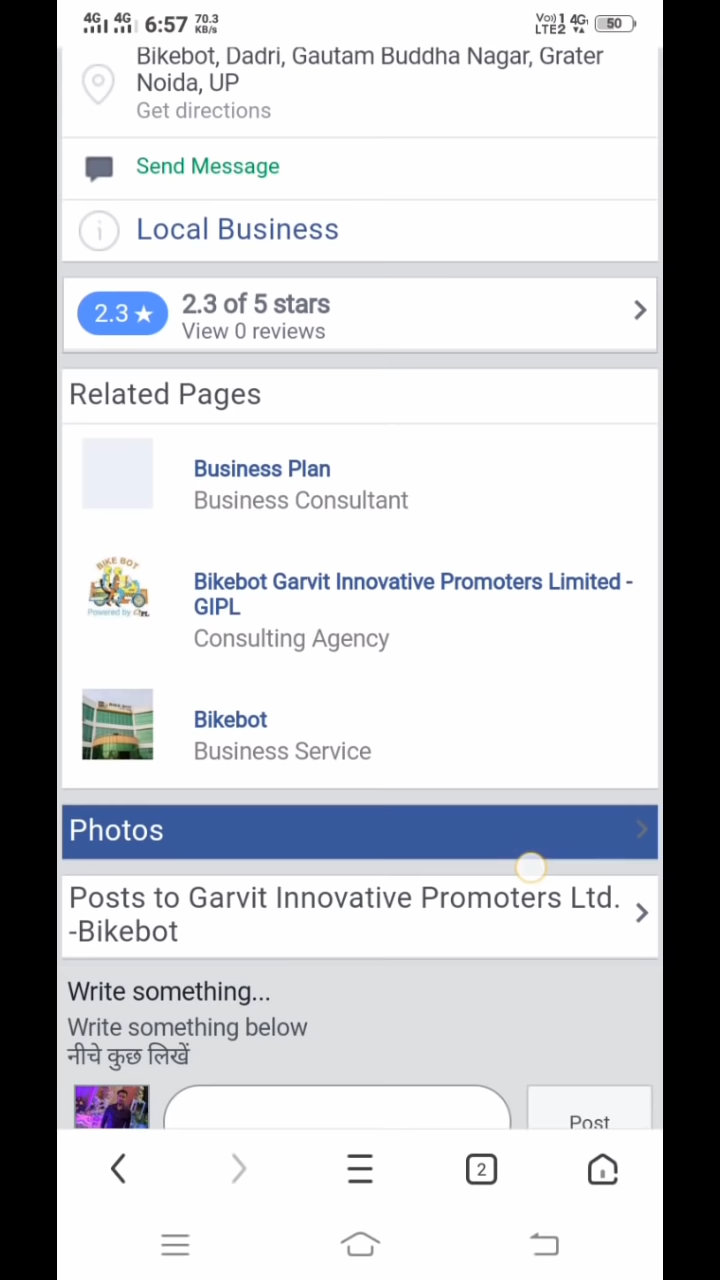 4G 4G 6:57 70.3 KB/s Vo) 1 4G LTE2 50
Bikebot, Dadri, Gautam Buddha Nagar, Grater
Noida, UP
Get directions
Send Message
Local Business
2.3 ★ 2.3 of 5 stars
View 0 reviews
Related Pages
Business Plan
Business Consultant
BIKE BOT
Powered by
Bikebot Garvit Innovative Promoters Limited -
GIPL
Consulting Agency
Bikebot
Business Service
Photos
Posts to Garvit Innovative Promoters Ltd.
-Bikebot
Write something...
Write something below
नीचे कुछ लिखें
Post
2